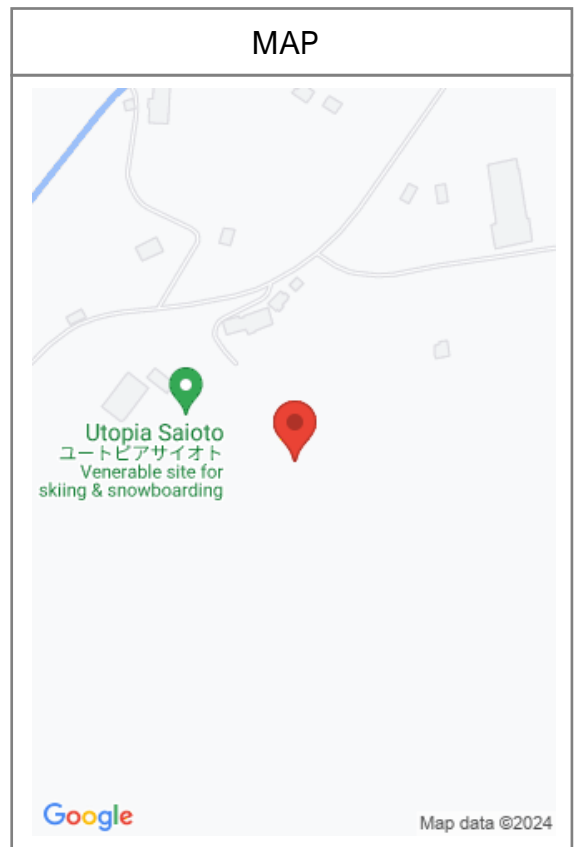 MAP
Utopia Saioto
ユートピアサイオト
Venerable site for
skiing & snowboarding
Google
Map data ©2024